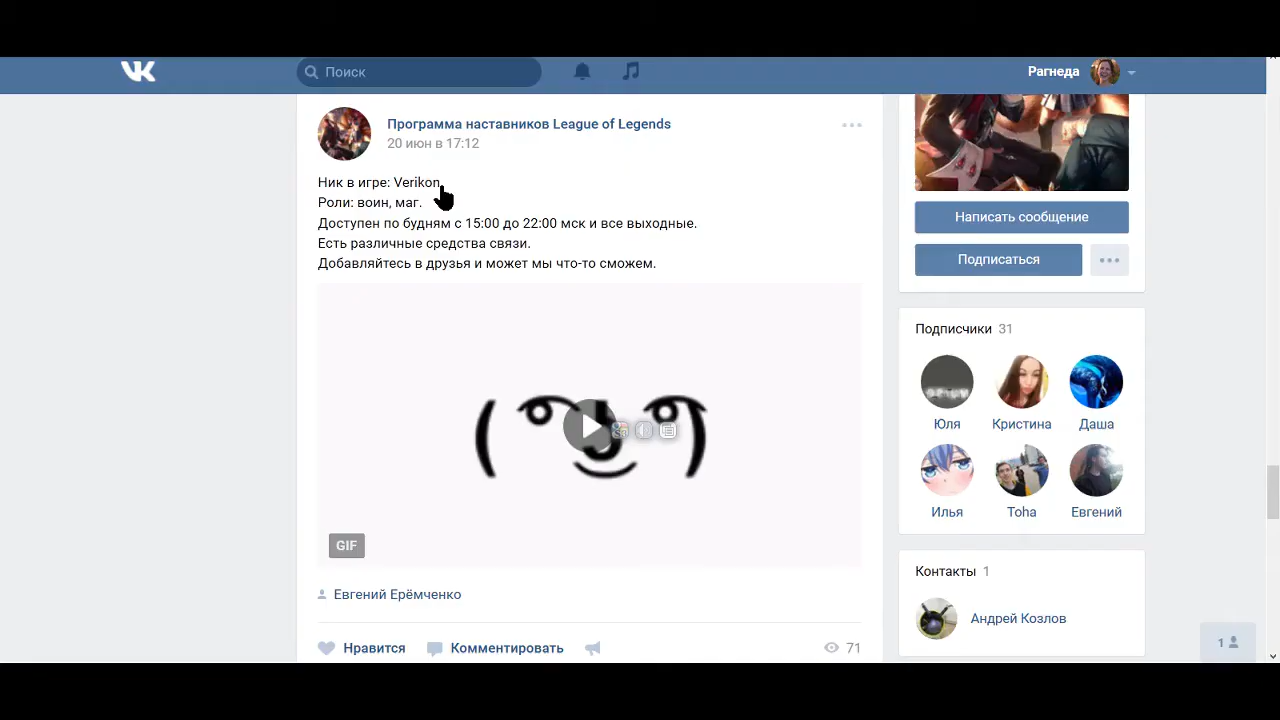 Поиск
Рагнеда
Программа наставников League of Legends
20 июн в 17:12
Ник в игре: Verikon
Роли: воин, маг.
Доступен по будням с 15:00 до 22:00 мск и все выходные.
Есть различные средства связи.
Добавляйтесь в друзья и может мы что-то сможем.
( ͡° ͜ʖ ͡°)
GIF
Евгений Ерёмченко
Нравится
Комментировать
71
Написать сообщение
Подписаться
Подписчики 31
Юля
Кристина
Даша
Илья
Toha
Евгений
Контакты 1
Андрей Козлов
1